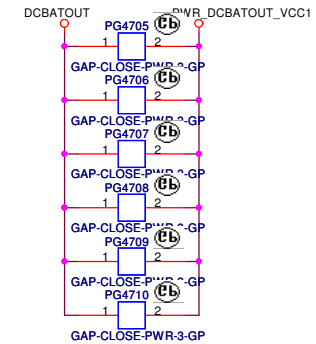 DCBATOUT PWR_DCBATOUT_VCC1
PG4705
1 2
GAP-CLOSE-PWR-3-GP
PG4706
1 2
GAP-CLOSE-PWR-3-GP
PG4707
1 2
GAP-CLOSE-PWR-3-GP
PG4708
1 2
GAP-CLOSE-PWR-3-GP
PG4709
1 2
GAP-CLOSE-PWR-3-GP
PG4710
1 2
GAP-CLOSE-PWR-3-GP